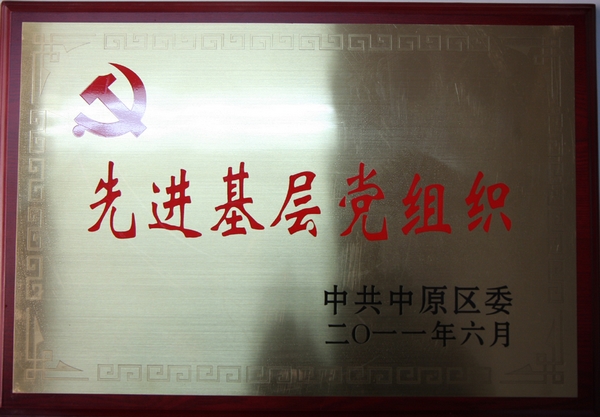 先进基层党组织
中共中原区委
二〇一一年六月